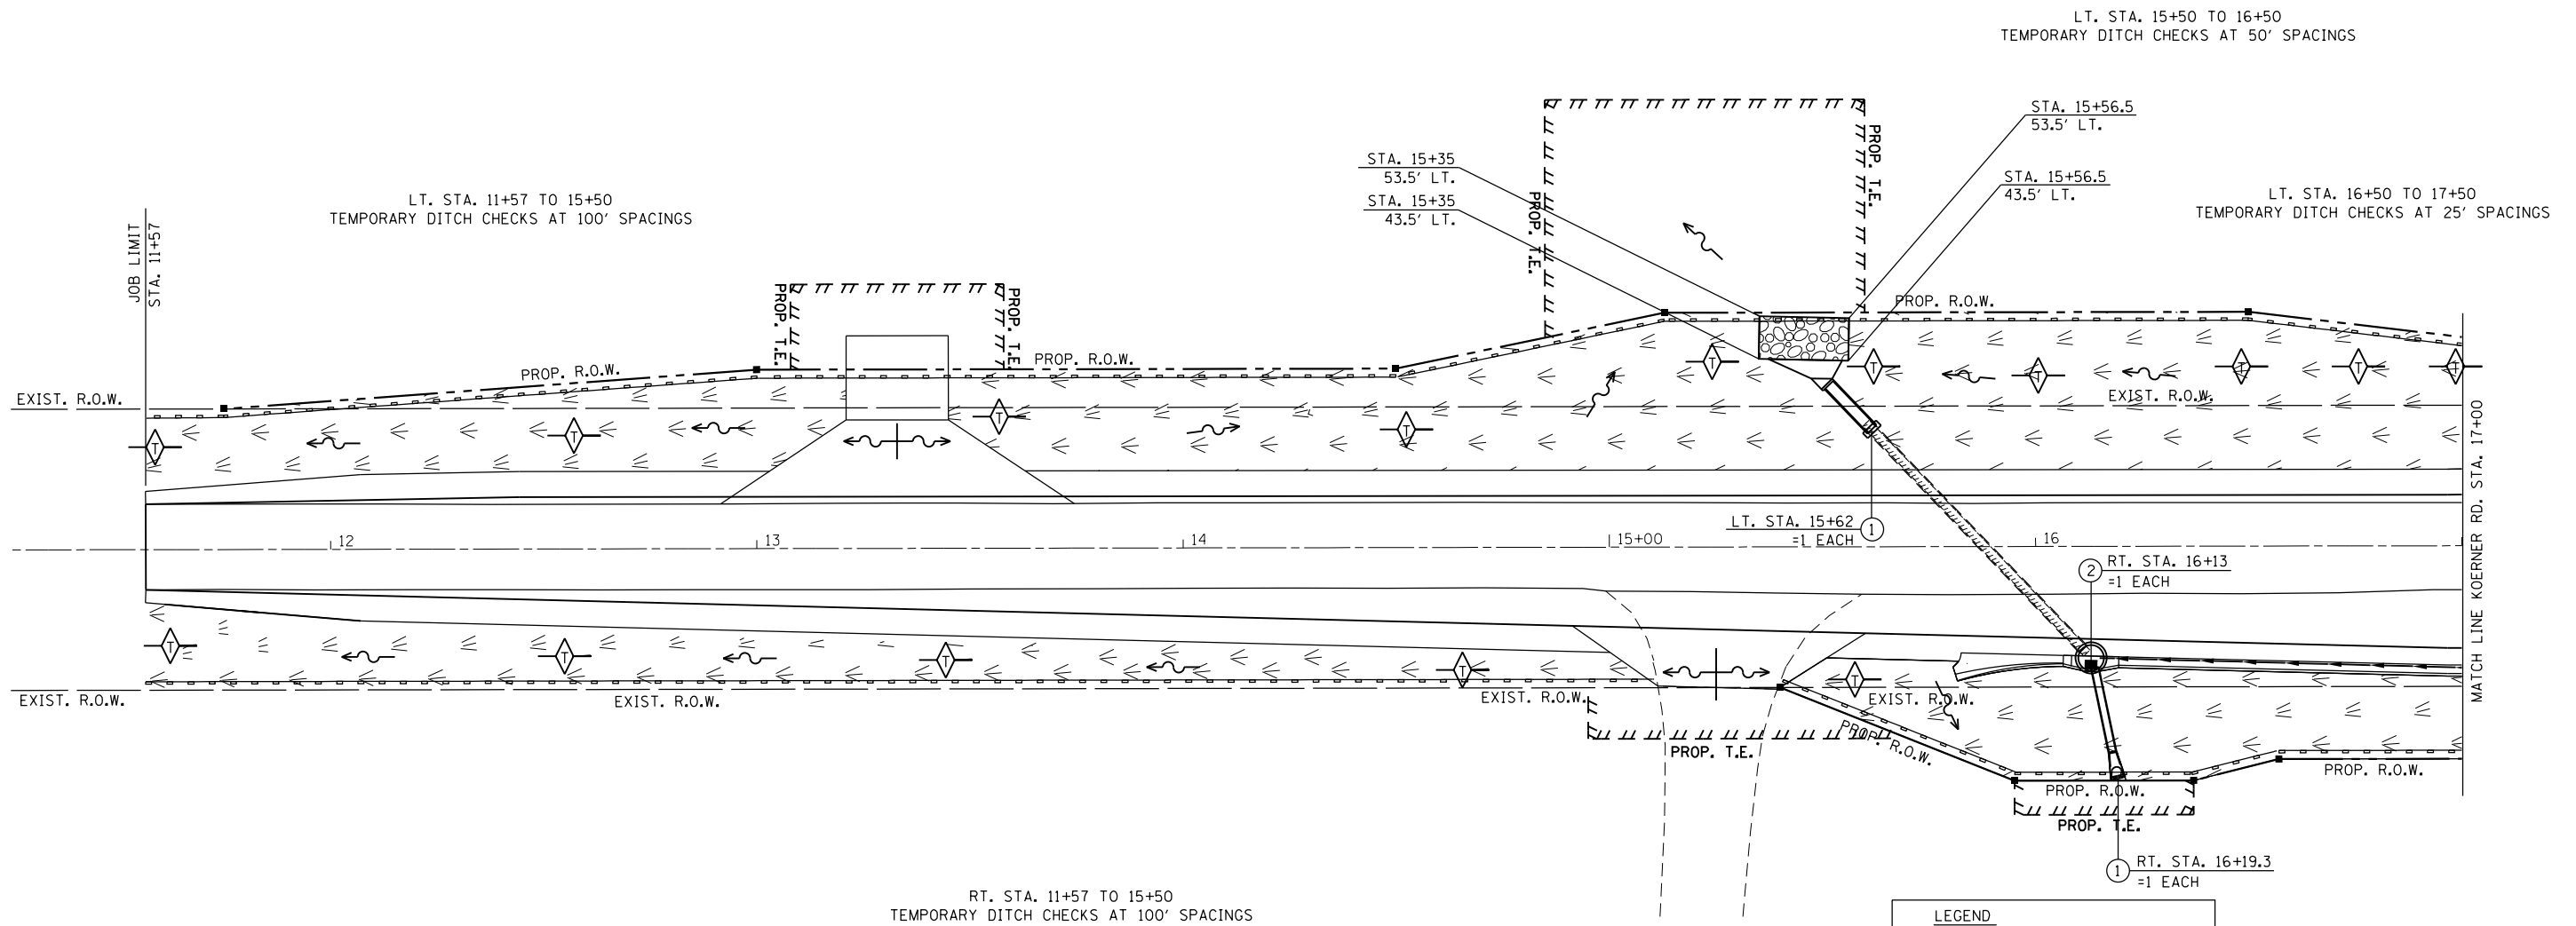 LT. STA. 15+50 TO 16+50
TEMPORARY DITCH CHECKS AT 50' SPACINGS
STA. 15+56.5
53.5' LT.
STA. 15+35
53.5' LT.
STA. 15+35
43.5' LT.
STA. 15+56.5
43.5' LT.
LT. STA. 11+57 TO 15+50
TEMPORARY DITCH CHECKS AT 100' SPACINGS
LT. STA. 16+50 TO 17+50
TEMPORARY DITCH CHECKS AT 25' SPACINGS
JOB LIMIT
STA. 11+57
PROP. T.E.
PROP. T.E.
PROP. T.E.
PROP. T.E.
PROP. T.E.
PROP. R.O.W.
PROP. R.O.W.
PROP. R.O.W.
EXIST. R.O.W.
EXIST. R.O.W.
T
T
T
T
T
T
T
T
T
T
MATCH LINE KOERNER RD. STA. 17+00
LT. STA. 15+62
=1 EACH
1
12
13
14
15+00
16
2
RT. STA. 16+13
=1 EACH
T
T
T
T
T
EXIST. R.O.W.
EXIST. R.O.W.
EXIST. R.O.W.
EXIST. R.O.W.
PROP. T.E.
PROP. R.O.W.
PROP. R.O.W.
PROP. R.O.W.
PROP. T.E.
1
RT. STA. 16+19.3
=1 EACH
RT. STA. 11+57 TO 15+50
TEMPORARY DITCH CHECKS AT 100' SPACINGS
LEGEND